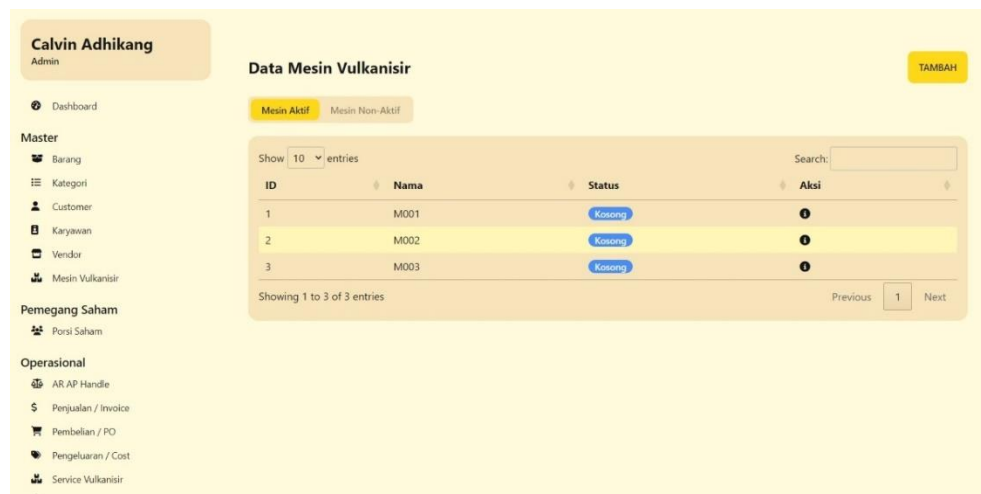 Calvin Adhikang
Admin
Dashboard
Master
Barang
Kategori
Customer
Karyawan
Vendor
Mesin Vulkanisir
Pemegang Saham
Porsi Saham
Operasional
AR AP Handle
Penjualan / Invoice
Pembelian / PO
Pengeluaran / Cost
Service Vulkanisir
Data Mesin Vulkanisir
TAMBAH
Mesin Aktif Mesin Non-Aktif
Show 10 entries Search:
ID Nama Status Aksi
1 M001 Kosong
2 M002 Kosong
3 M003 Kosong
Showing 1 to 3 of 3 entries Previous 1 Next